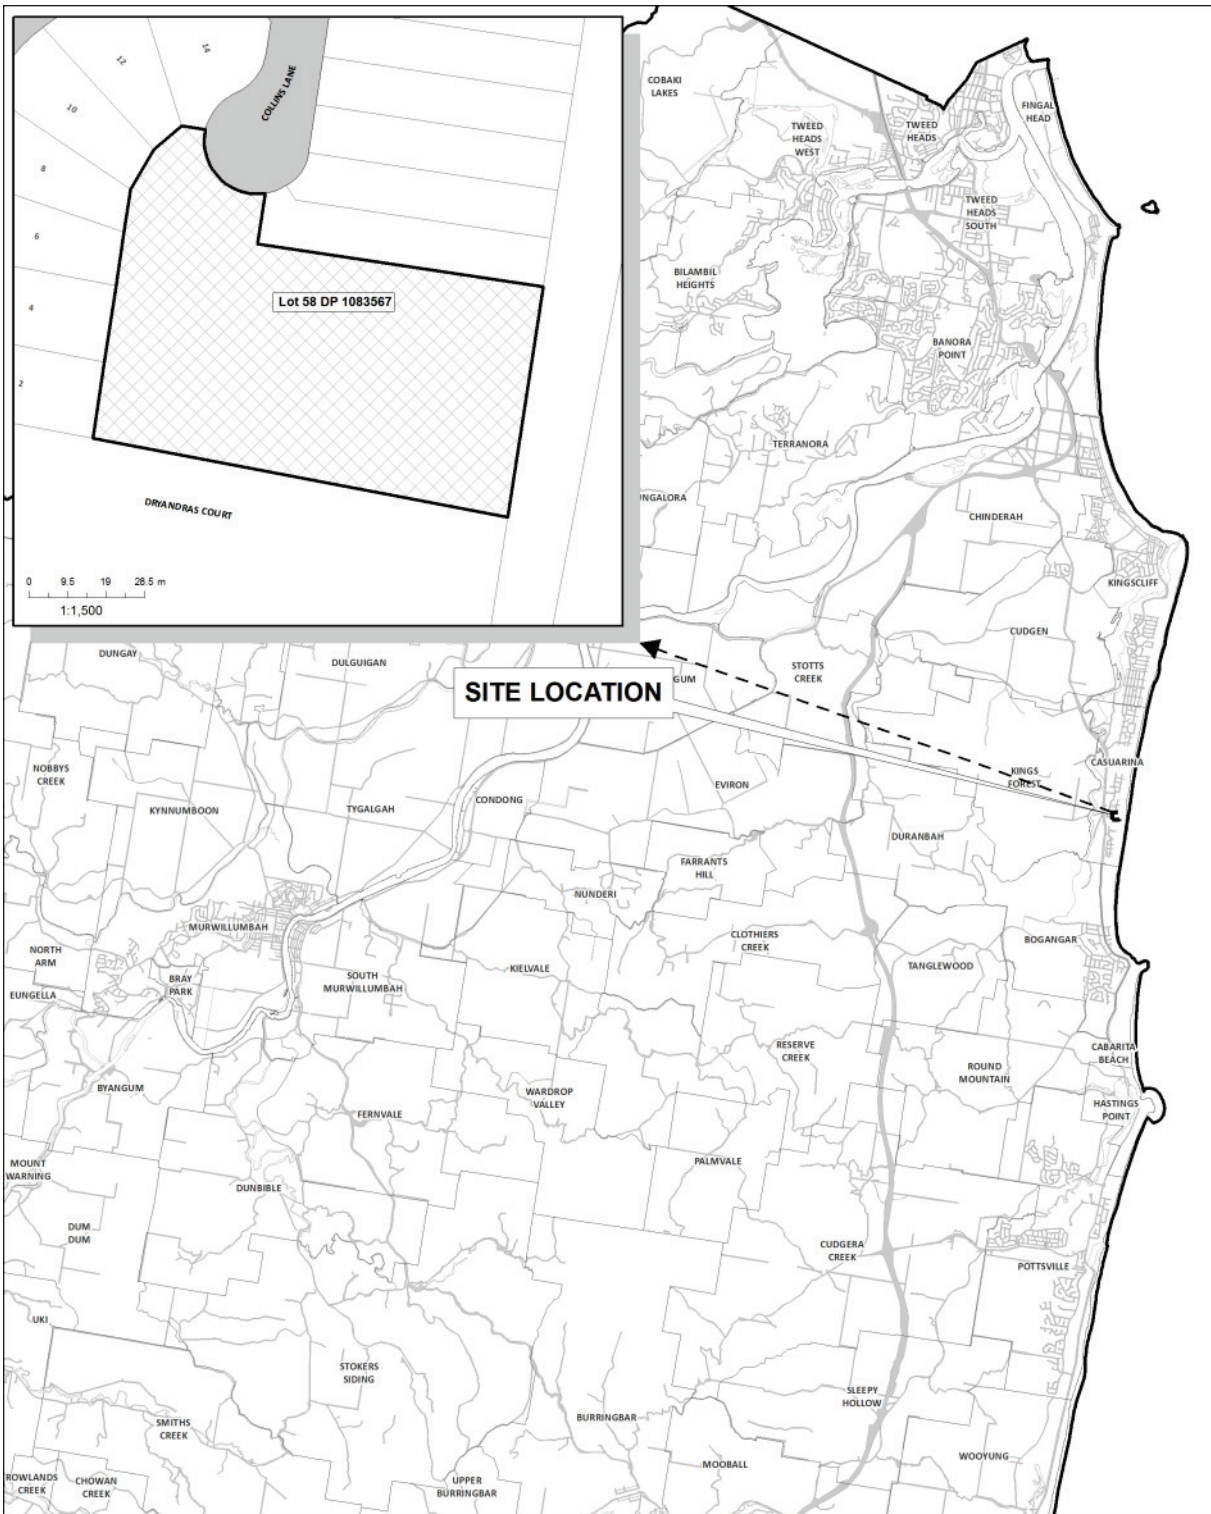 14
12
10
8
6
4
2
COLLINS LANE
Lot 58 DP 1083567
DRYANDRAS COURT
0 9.5 19 28.5 m
1:1,500
COBAKI
LAKES
TWEED
HEADS
WEST
TWEED
HEADS
FINGAL
HEAD
TWEED
HEADS
SOUTH
BILAMBIL
HEIGHTS
BANORA
POINT
TERRANORA
NGALORA
CHINDERAH
KINGSCLIFF
CUDGEN
DUNGAY
DULGUIGAN
SITE LOCATION
GUM
STOTTS
CREEK
NOBBYS
CREEK
KYNNUMBOON
TYGALGAH
CONDONG
EVIRON
KINGS
FOREST
CASUARINA
DURANBAH
FARRANTS
HILL
NUNDERI
MURWILLUMBAH
CLOTHIERS
CREEK
BOGANGAR
NORTH
ARM
BRAY
PARK
SOUTH
MURWILLUMBAH
KIELVALE
TANGLEWOOD
EUNGELLA
RESERVE
CREEK
CABARITA
BEACH
BYANGUM
ROUND
MOUNTAIN
WARDROP
VALLEY
HASTINGS
POINT
FERNVALE
MOUNT
WARNING
PALMVALE
DUNBIBLE
DUM
DUM
CUDGERA
CREEK
POTTSVILLE
UKI
STOKERS
SIDING
SLEEPY
HOLLOW
SMITHS
CREEK
BURRINGBAR
WOOYUNG
MOOBALL
ROWLANDS
CREEK
CHOWAN
CREEK
UPPER
BURRINGBAR